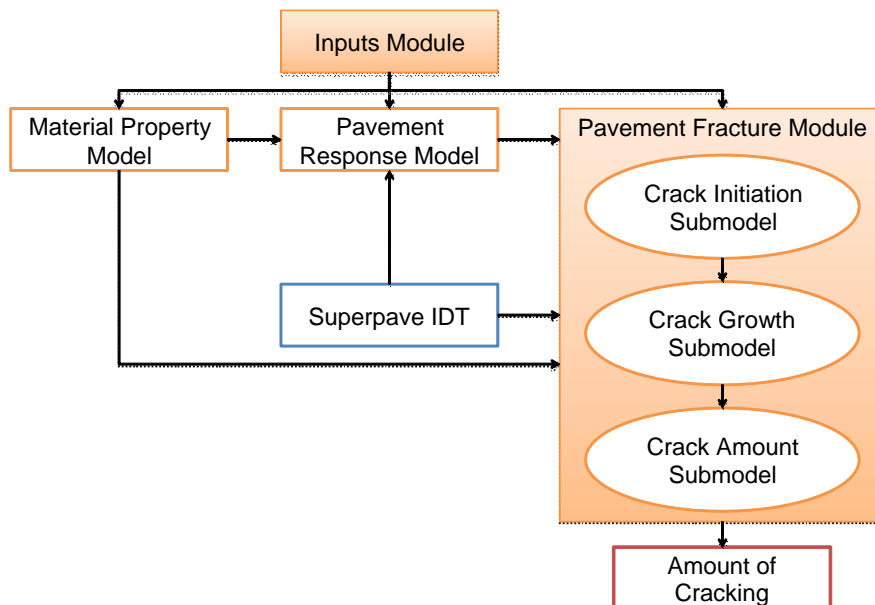 Inputs Module
Material Property
Model
Pavement
Response Model
Pavement Fracture Module
Crack Initiation
Submodel
Superpave IDT
Crack Growth
Submodel
Crack Amount
Submodel
Amount of
Cracking